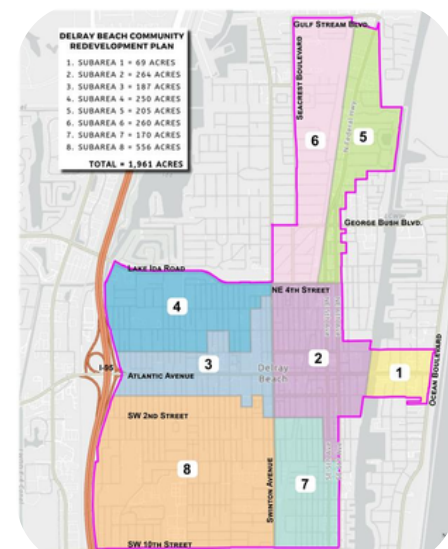 GULF STREAM BLVD.
DELRAY BEACH COMMUNITY
REDEVELOPMENT PLAN
1. SUBAREA 1 = 69 ACRES
2. SUBAREA 2 = 264 ACRES
3. SUBAREA 3 = 187 ACRES
4. SUBAREA 4 = 250 ACRES
5. SUBAREA 5 = 205 ACRES
6. SUBAREA 6 = 260 ACRES
7. SUBAREA 7 = 170 ACRES
8. SUBAREA 8 = 556 ACRES
TOTAL = 1,961 ACRES
SEACREST BOULEVARD
N Federal Hwy
5
6
GEORGE BUSH BLVD.
LAKE IDA ROAD
NE 4TH STREET
4
2
3
I-95
Delray
Beach
1
OCEAN BOULEVARD
ATLANTIC AVENUE
SW 2ND STREET
8
SWINTON AVENUE
7
SW 10TH STREET